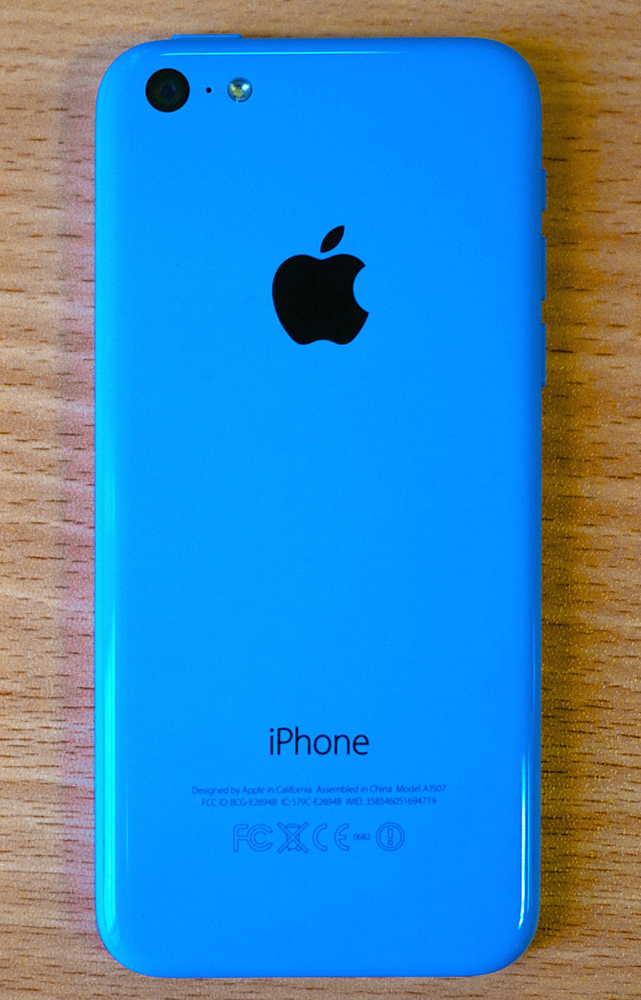 iPhone
Designed by Apple in California Assembled in China Model A1507
FCC ID: BCG-E2694B IC: 579C-E2694B IMEI: 358546051694719
FC CE 0682 !